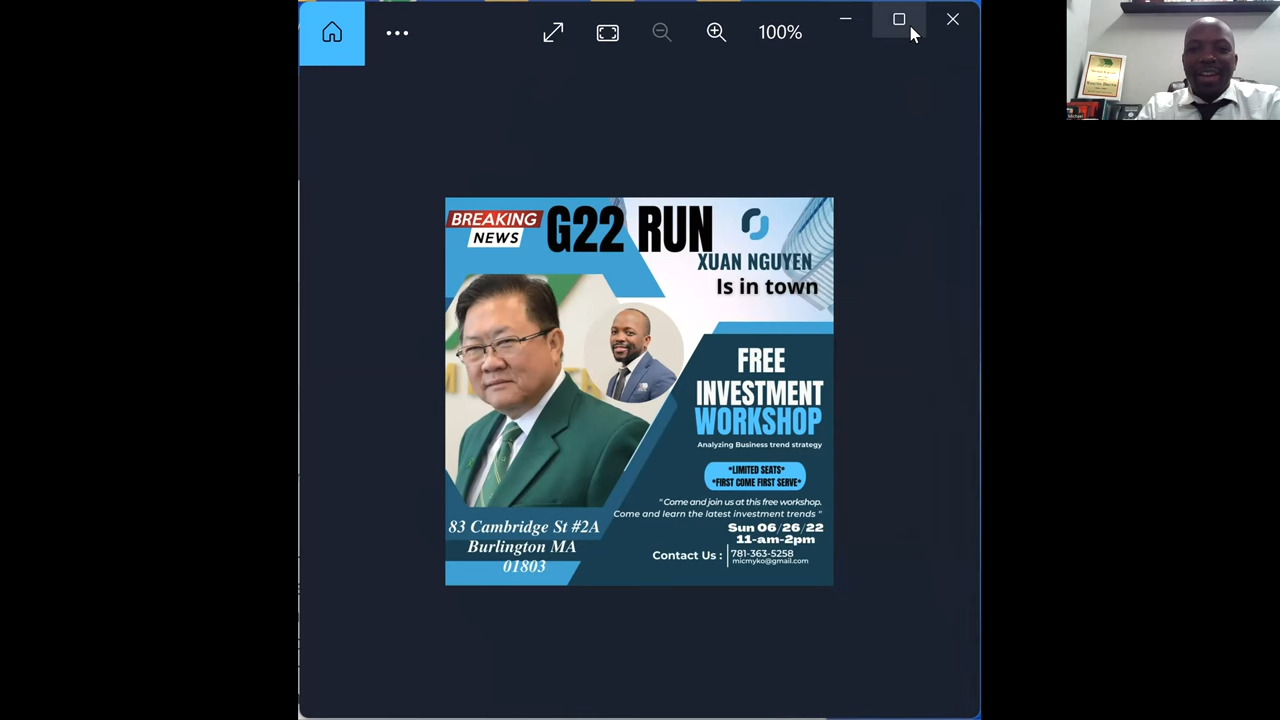 100%
BREAKING
NEWS
G22 RUN
XUAN NGUYEN
Is in town
FREE
INVESTMENT
WORKSHOP
Analyzing Business trend strategy
*LIMITED SEATS*
*FIRST COME FIRST SERVE*
" Come and join us at this free workshop.
Come and learn the latest investment trends "
Sun 06/26/22
11-am-2pm
Contact Us :
781-363-5258
micmyko@gmail.com
83 Cambridge St #2A
Burlington MA
01803
Michael